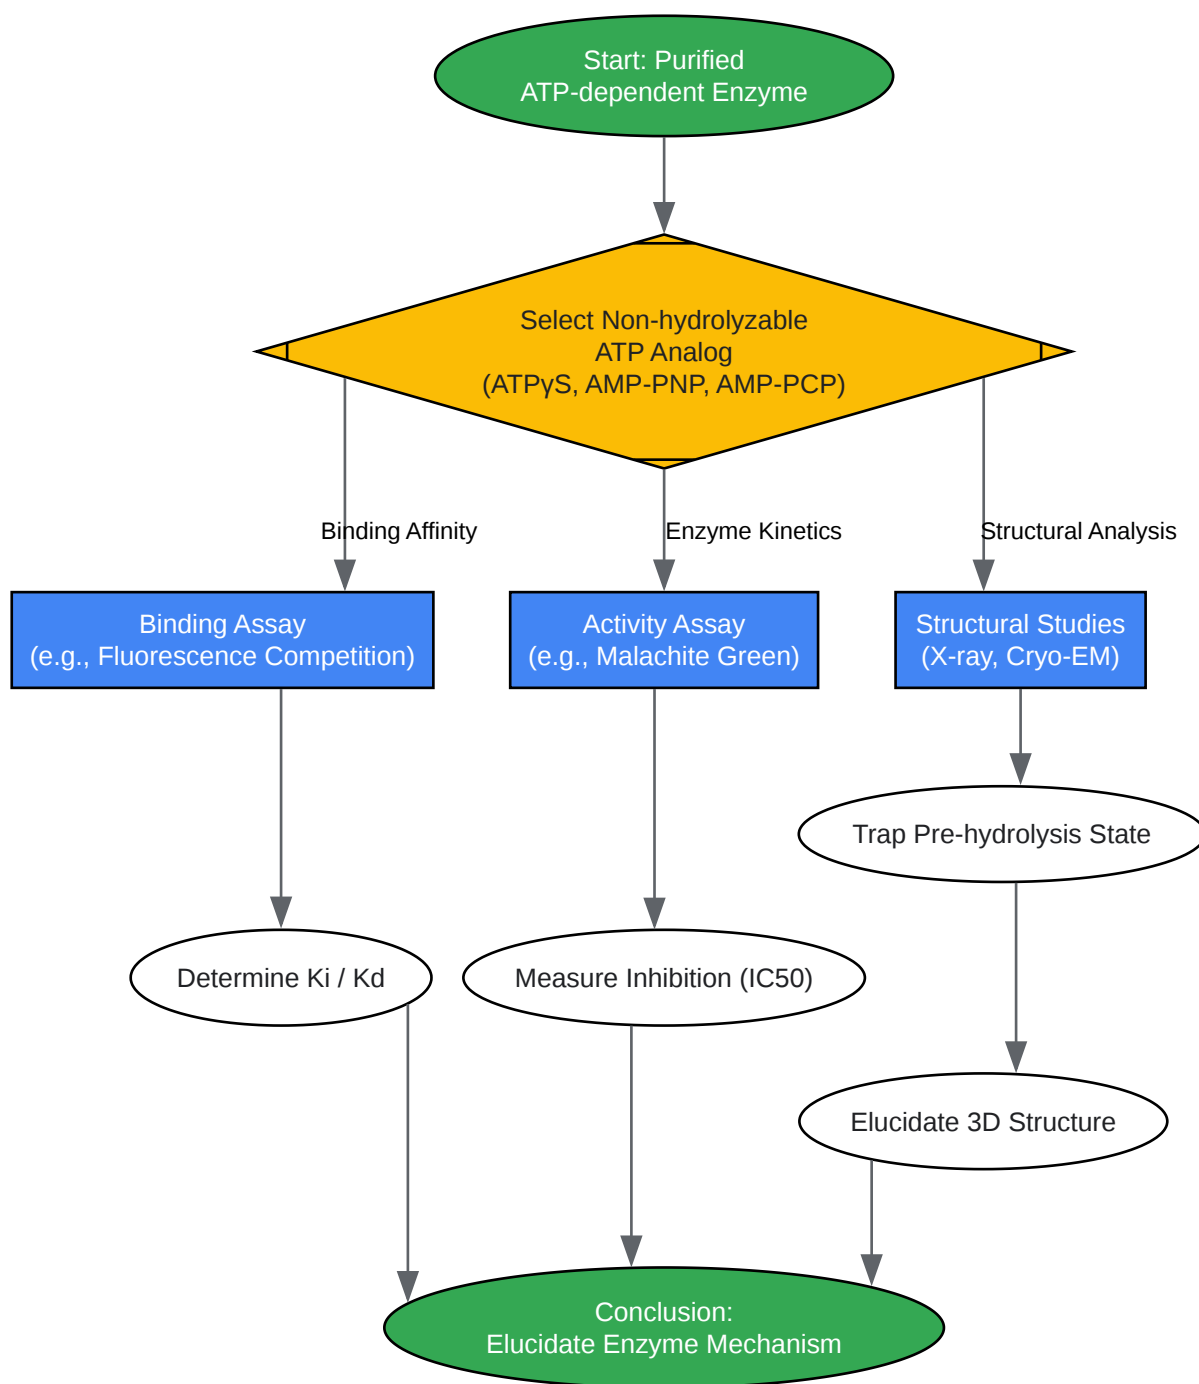 Start: Purified
ATP-dependent Enzyme
Select Non-hydrolyzable
ATP Analog
(ATPγS, AMP-PNP, AMP-PCP)
Binding Affinity
Enzyme Kinetics
Structural Analysis
Binding Assay
(e.g., Fluorescence Competition)
Activity Assay
(e.g., Malachite Green)
Structural Studies
(X-ray, Cryo-EM)
Trap Pre-hydrolysis State
Determine Ki / Kd
Measure Inhibition (IC50)
Elucidate 3D Structure
Conclusion:
Elucidate Enzyme Mechanism